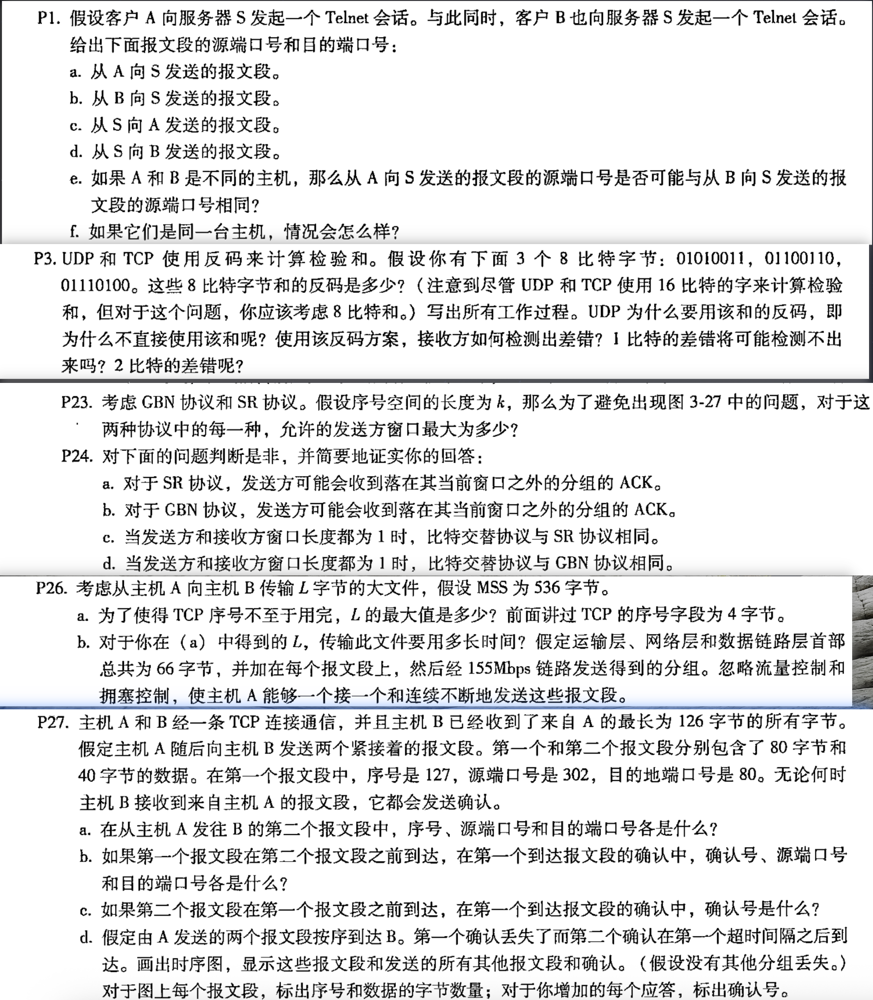 P1. 假设客户 A 向服务器 S 发起一个 Telnet 会话。与此同时，客户 B 也向服务器 S 发起一个 Telnet 会话。
给出下面报文段的源端口号和目的端口号：
a. 从 A 向 S 发送的报文段。
b. 从 B 向 S 发送的报文段。
c. 从 S 向 A 发送的报文段。
d. 从 S 向 B 发送的报文段。
e. 如果 A 和 B 是不同的主机，那么从 A 向 S 发送的报文段的源端口号是否可能与从 B 向 S 发送的报
文段的源端口号相同？
f. 如果它们是同一台主机，情况会怎么样？
P3. UDP 和 TCP 使用反码来计算检验和。假设你有下面 3 个 8 比特字节：01010011，01100110，
01110100。这些 8 比特字节和的反码是多少？（注意到尽管 UDP 和 TCP 使用 16 比特的字来计算检验
和，但对于这个问题，你应该考虑 8 比特和。）写出所有工作过程。UDP 为什么要用该和的反码，即
为什么不直接使用该和呢？使用该反码方案，接收方如何检测出差错？1 比特的差错将可能检测不出
来吗？2 比特的差错呢？
P23. 考虑 GBN 协议和 SR 协议。假设序号空间的长度为 k，那么为了避免出现图 3-27 中的问题，对于这
两种协议中的每一种，允许的发送方窗口最大为多少？
P24. 对下面的问题判断是非，并简要地证实你的回答：
a. 对于 SR 协议，发送方可能会收到落在其当前窗口之外的分组的 ACK。
b. 对于 GBN 协议，发送方可能会收到落在其当前窗口之外的分组的 ACK。
c. 当发送方和接收方窗口长度都为 1 时，比特交替协议与 SR 协议相同。
d. 当发送方和接收方窗口长度都为 1 时，比特交替协议与 GBN 协议相同。
P26. 考虑从主机 A 向主机 B 传输 L 字节的大文件，假设 MSS 为 536 字节。
a. 为了使得 TCP 序号不至于用完，L 的最大值是多少？前面讲过 TCP 的序号字段为 4 字节。
b. 对于你在（a）中得到的 L，传输此文件要用多长时间？假定运输层、网络层和数据链路层首部
总共为 66 字节，并加在每个报文段上，然后经 155Mbps 链路发送得到的分组。忽略流量控制和
拥塞控制，使主机 A 能够一个接一个和连续不断地发送这些报文段。
P27. 主机 A 和 B 经一条 TCP 连接通信，并且主机 B 已经收到了来自 A 的最长为 126 字节的所有字节。
假定主机 A 随后向主机 B 发送两个紧接着的报文段。第一个和第二个报文段分别包含了 80 字节和
40 字节的数据。在第一个报文段中，序号是 127，源端口号是 302，目的地端口号是 80。无论何时
主机 B 接收到来自主机 A 的报文段，它都会发送确认。
a. 在从主机 A 发往 B 的第二个报文段中，序号、源端口号和目的端口号各是什么？
b. 如果第一个报文段在第二个报文段之前到达，在第一个到达报文段的确认中，确认号、源端口号
和目的端口号各是什么？
c. 如果第二个报文段在第一个报文段之前到达，在第一个到达报文段的确认中，确认号是什么？
d. 假定由 A 发送的两个报文段按序到达 B。第一个确认丢失了而第二个确认在第一个超时间隔之后到
达。画出时序图，显示这些报文段和发送的所有其他报文段和确认。（假设没有其他分组丢失。）
对于图上每个报文段，标出序号和数据的字节数量；对于你增加的每个应答，标出确认号。